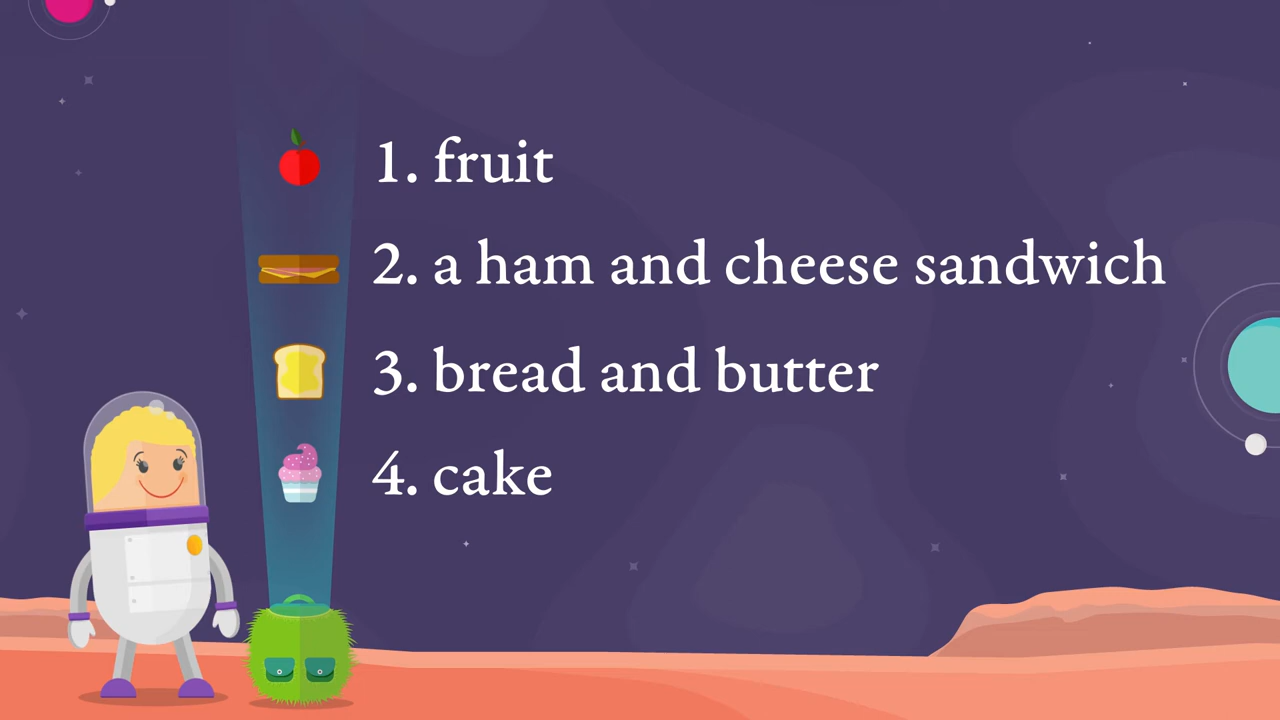 1. fruit
2. a ham and cheese sandwich
3. bread and butter
4. cake